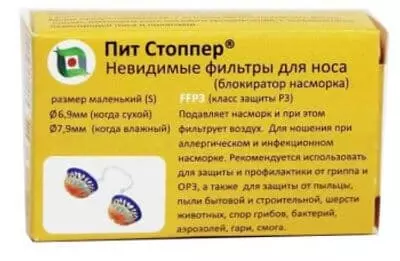 Пит Стоппер®
Невидимые фильтры для носа
(блокиратор насморка)
размер маленький (S)
Ø6,9мм (когда сухой)
Ø7,9мм (когда влажный)
FFP3 (класс защиты P3)
Подавляет насморк и при этом
фильтрует воздух. Для ношения при
аллергическом и инфекционном
насморке. Рекомендуется использовать
для защиты и профилактики от гриппа и
ОРЗ, а также для защиты от пыльцы,
пыли бытовой и строительной, шерсти
животных, спор грибов, бактерий,
аэрозолей, гари, смога.